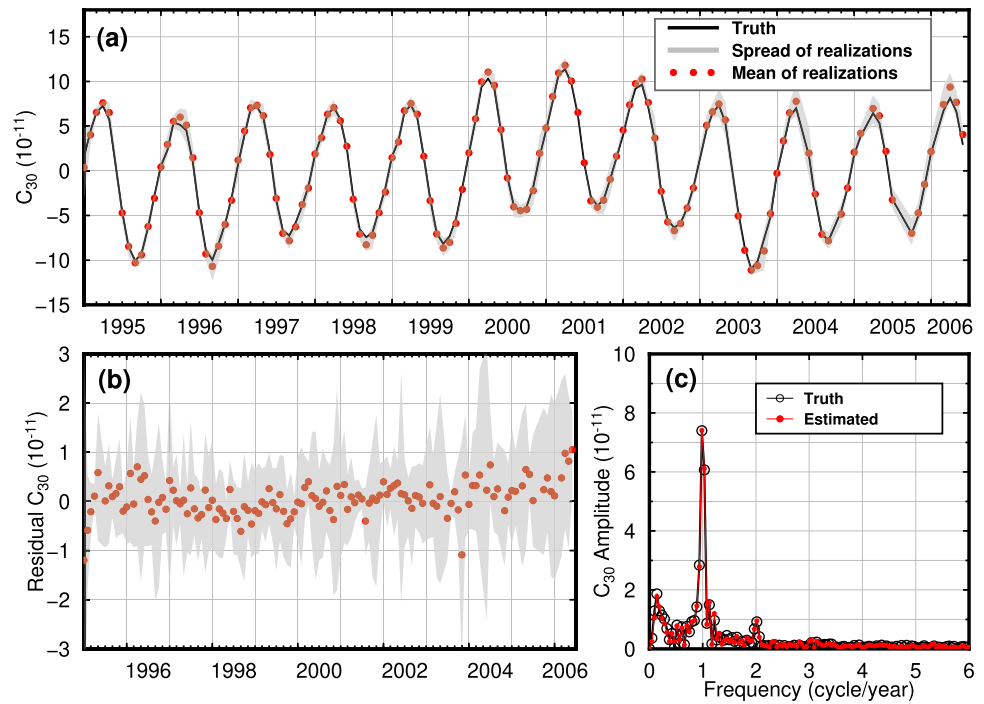 (a)
Truth
Spread of realizations
Mean of realizations
C30 (10-11)
15
10
5
0
−5
−10
−15
1995 1996 1997 1998 1999 2000 2001 2002 2003 2004 2005 2006
(b)
Residual C30 (10-11)
3
2
1
0
−1
−2
−3
1996 1998 2000 2002 2004 2006
(c)
Truth
Estimated
C30 Amplitude (10-11)
10
8
6
4
2
0
0 1 2 3 4 5 6
Frequency (cycle/year)